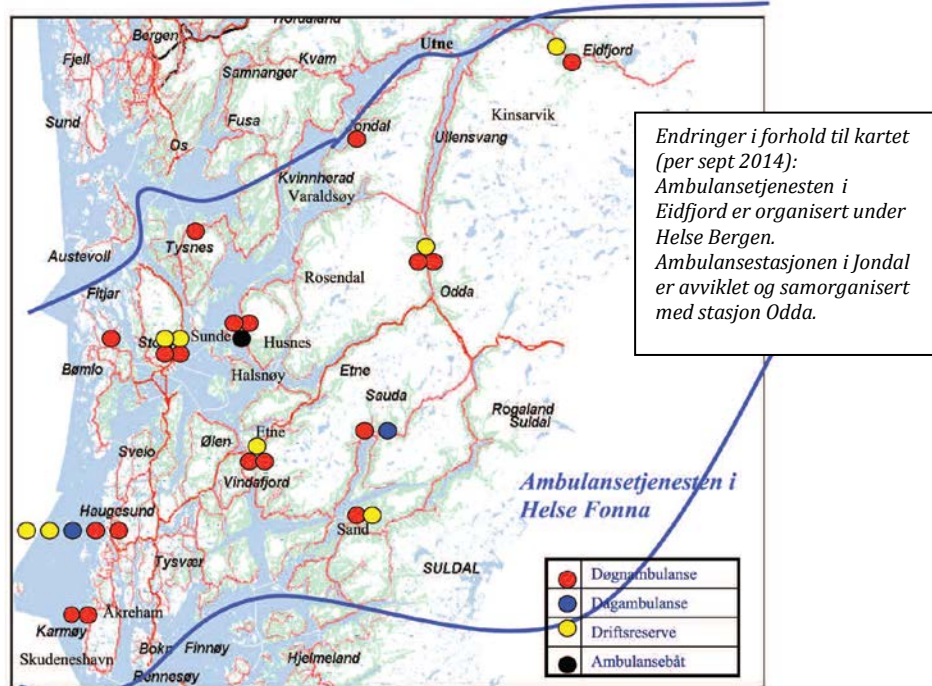 Hordaland
Bergen
Fjell
Samnanger
Kvam
Utne
Eidfjord
Sund
Os
Fusa
Jondal
Kinsarvik
Ullensvang
Kvinnherad
Varaldsøy
Tysnes
Austevoll
Fitjar
Rosendal
Odda
Sunde
Husnes
Bømlo
Halsnøy
Etne
Sauda
Rogaland
Suldal
Sveio
Ølen
Etne
Vindafjord
Haugesund
Sand
Tysvær
SULDAL
Åkreham
Karmøy
Skudeneshavn
Bokn
Finnøy
Rennesøy
Hjelmeland
Ambulansetjenesten i
Helse Fonna
Døgnambulanse
Dagambulanse
Driftsreserve
Ambulansebåt
Endringer i forhold til kartet
(per sept 2014):
Ambulansetjenesten i
Eidfjord er organisert under
Helse Bergen.
Ambulansestasjonen i Jondal
er avviklet og samorganisert
med stasjon Odda.